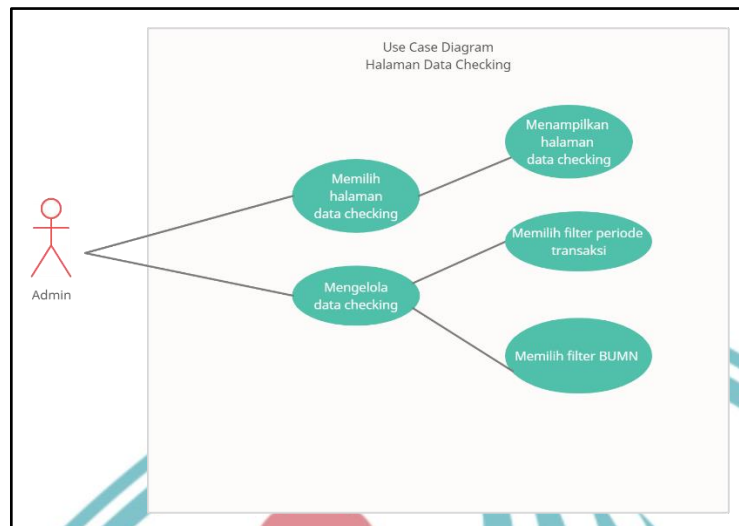 Use Case Diagram
Halaman Data Checking
Menampilkan
halaman
data checking
Memilih
halaman
data checking
Memilih filter periode
transaksi
Admin
Mengelola
data checking
Memilih filter BUMN